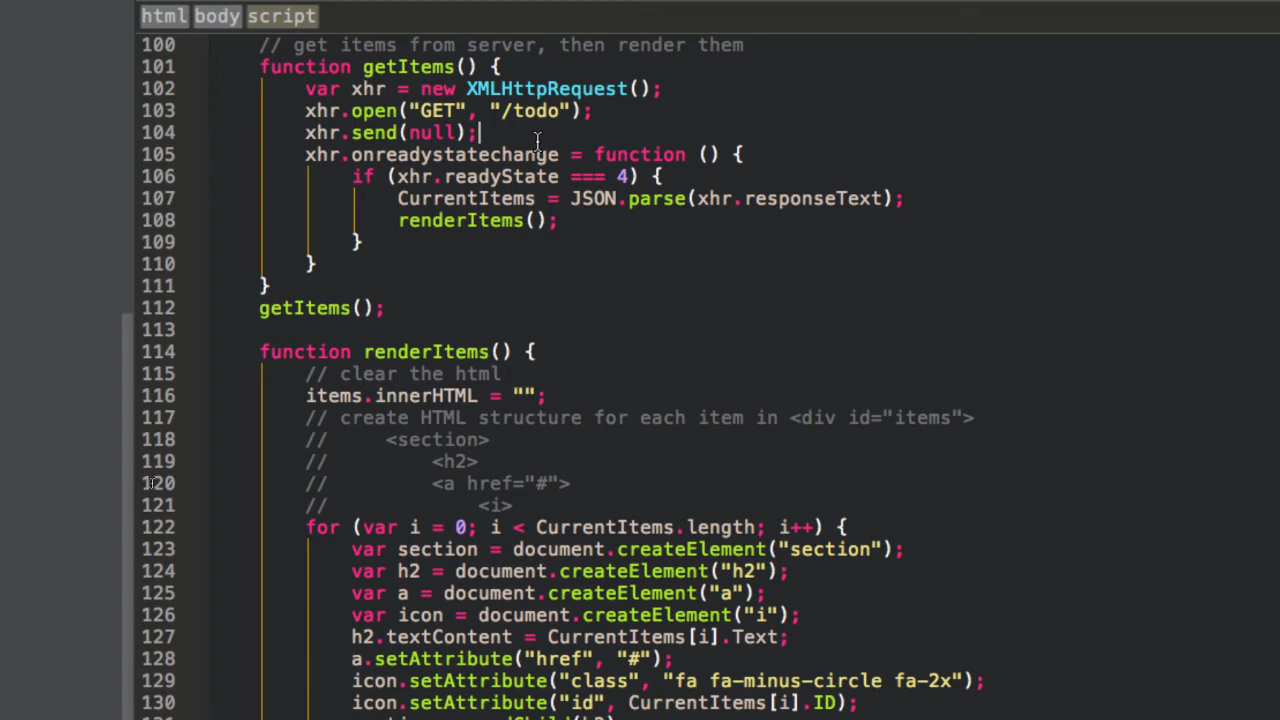 html body script
100 // get items from server, then render them
101 function getItems() {
102 var xhr = new XMLHttpRequest();
103 xhr.open("GET", "/todo");
104 xhr.send(null);
105 xhr.onreadystatechange = function () {
106 if (xhr.readyState === 4) {
107 CurrentItems = JSON.parse(xhr.responseText);
108 renderItems();
109 }
110 }
111 }
112 getItems();
113
114 function renderItems() {
115 // clear the html
116 items.innerHTML = "";
117 // create HTML structure for each item in <div id="items">
118 // <section>
119 // <h2>
120 // <a href="#">
121 // <i>
122 for (var i = 0; i < CurrentItems.length; i++) {
123 var section = document.createElement("section");
124 var h2 = document.createElement("h2");
125 var a = document.createElement("a");
126 var icon = document.createElement("i");
127 h2.textContent = CurrentItems[i].Text;
128 a.setAttribute("href", "#");
129 icon.setAttribute("class", "fa fa-minus-circle fa-2x");
130 icon.setAttribute("id", CurrentItems[i].ID);